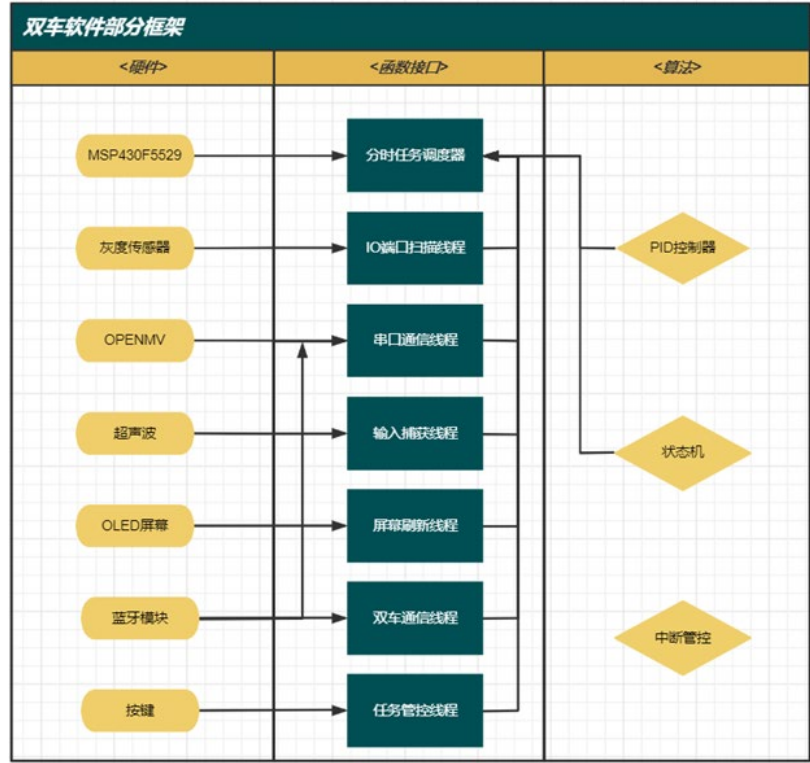 双车软件部分框架
<硬件>
<函数接口>
<算法>
MSP430F5529
分时任务调度器
灰度传感器
IO端口扫描线程
PID控制器
OPENMV
串口通信线程
超声波
输入捕获线程
状态机
OLED屏幕
屏幕刷新线程
蓝牙模块
双车通信线程
中断管控
按键
任务管控线程